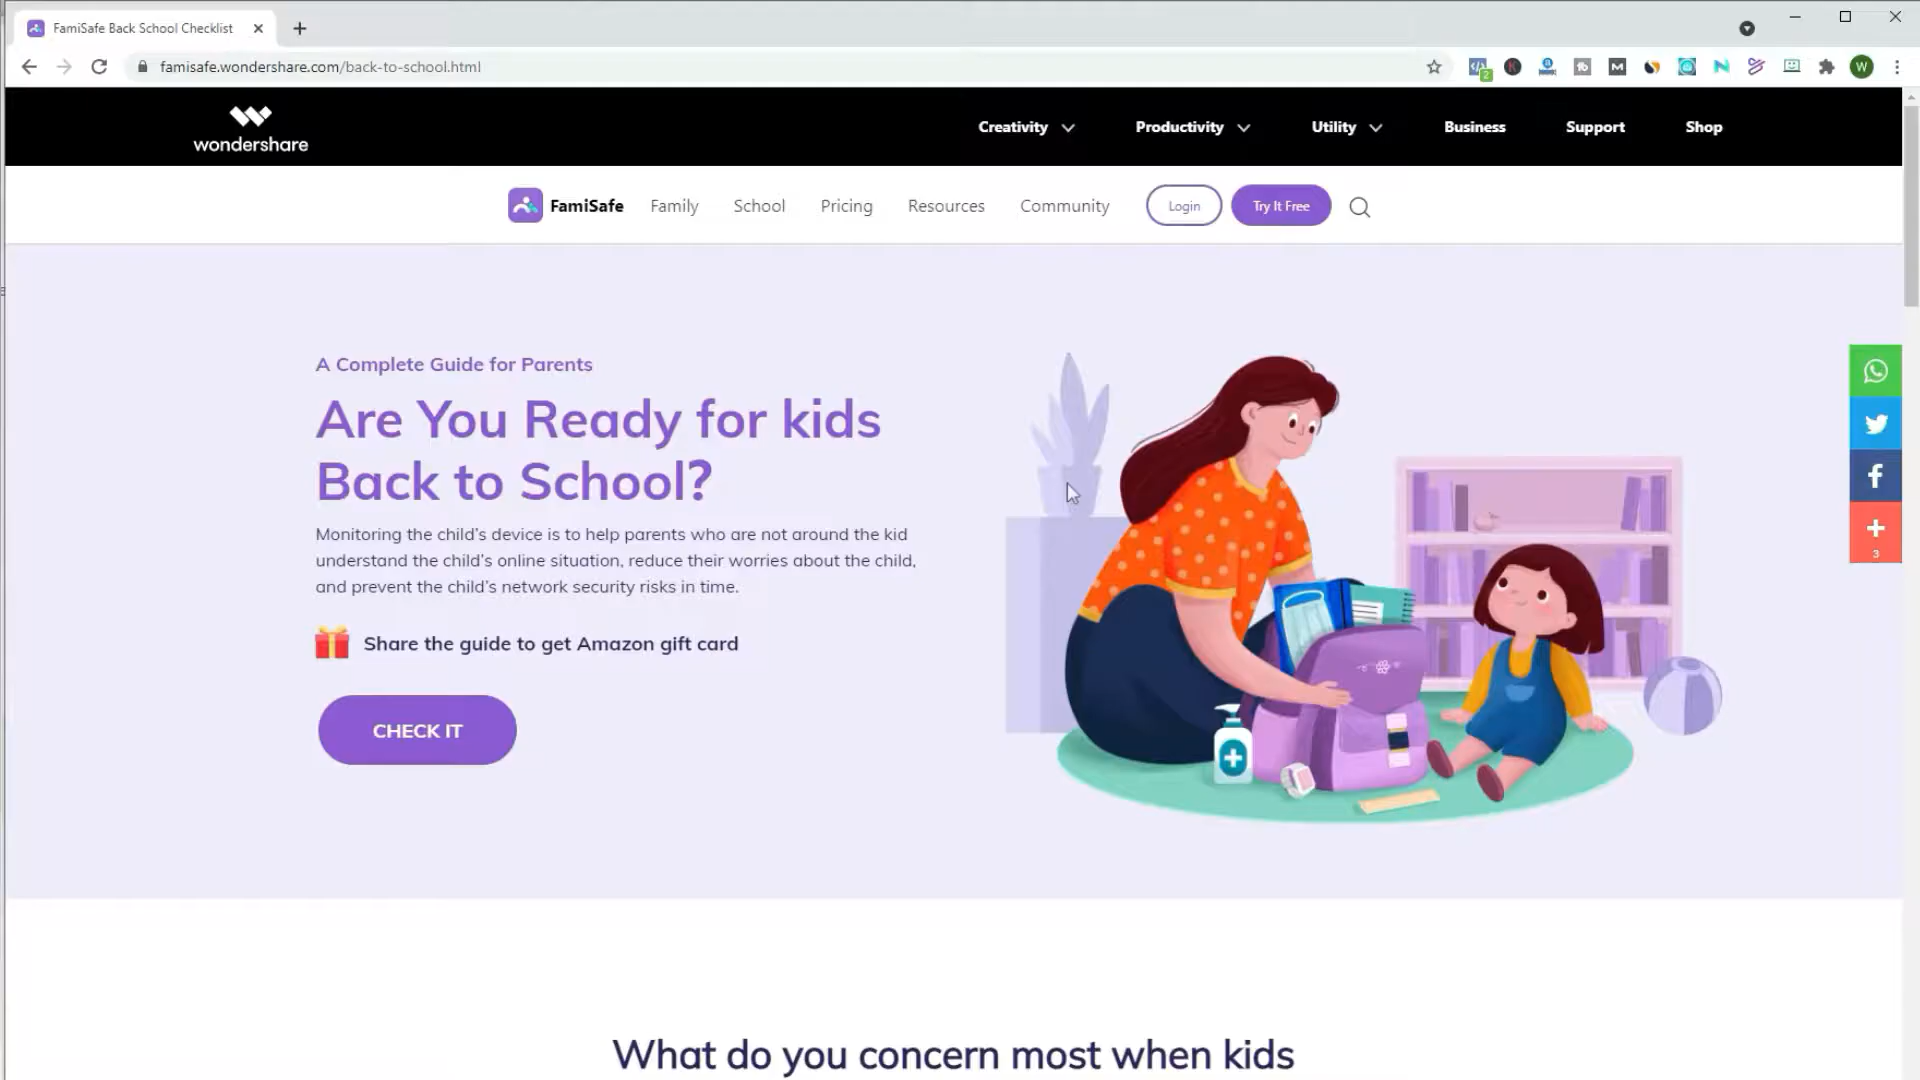 FamiSafe Back School Checklist
famisafe.wondershare.com/back-to-school.html
2
W
wondershare
Creativity
Productivity
Utility
Business
Support
Shop
FamiSafe
Family
School
Pricing
Resources
Community
Login
Try It Free
A Complete Guide for Parents
Are You Ready for kids
Back to School?
Monitoring the child's device is to help parents who are not around the kid
understand the child's online situation, reduce their worries about the child,
and prevent the child's network security risks in time.
Share the guide to get Amazon gift card
CHECK IT
3
What do you concern most when kids